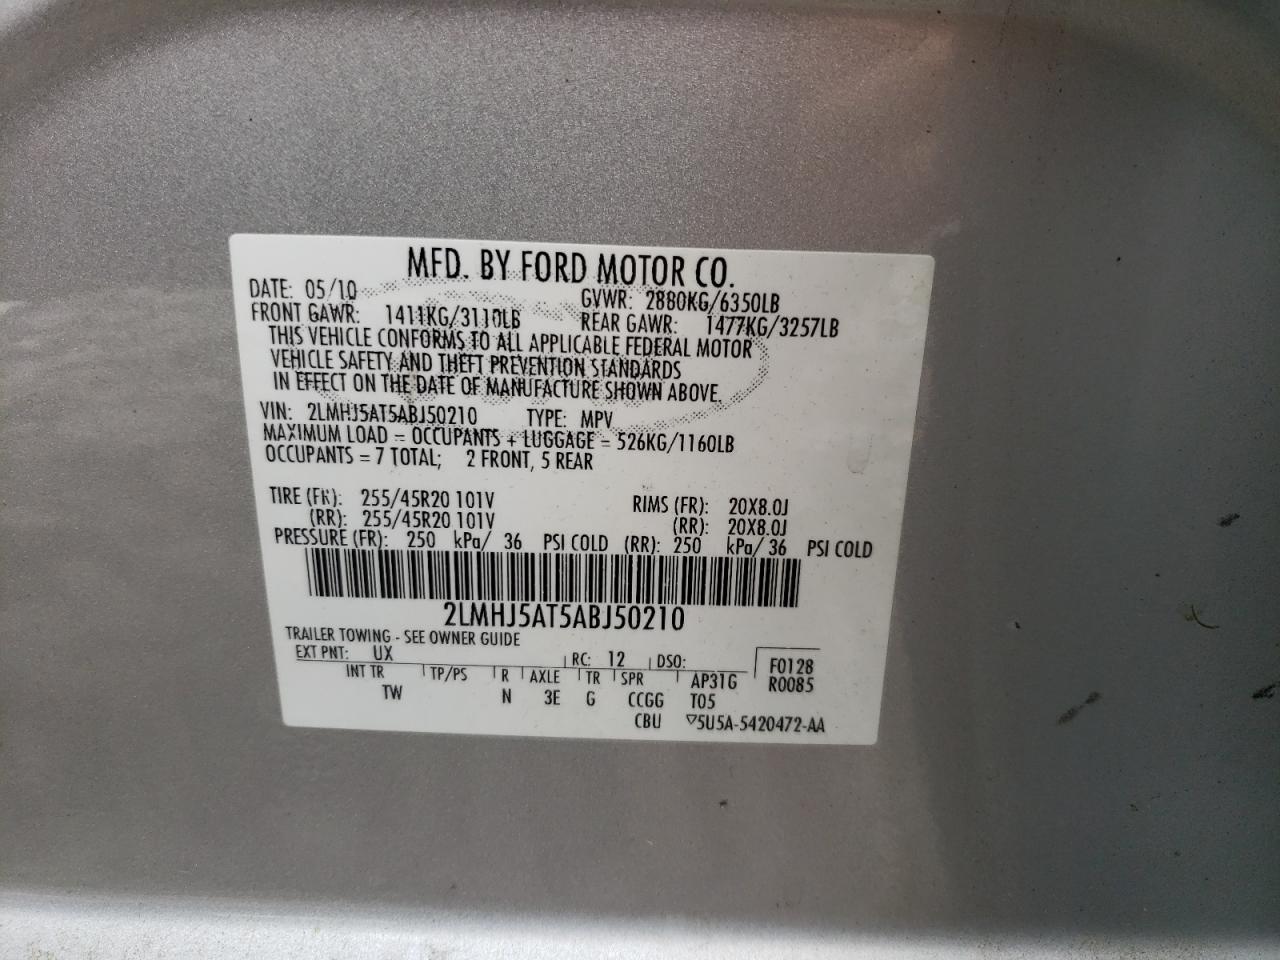 MFD. BY FORD MOTOR CO.
DATE: 05/10 GVWR: 2880KG/6350LB
FRONT GAWR: 1411KG/3110LB REAR GAWR: 1477KG/3257LB
THIS VEHICLE CONFORMS TO ALL APPLICABLE FEDERAL MOTOR
VEHICLE SAFETY AND THEFT PREVENTION STANDARDS
IN EFFECT ON THE DATE OF MANUFACTURE SHOWN ABOVE.
VIN: 2LMHJ5AT5ABJ50210 TYPE: MPV
MAXIMUM LOAD = OCCUPANTS + LUGGAGE = 526KG/1160LB
OCCUPANTS = 7 TOTAL; 2 FRONT, 5 REAR
TIRE (FR): 255/45R20 101V RIMS (FR): 20X8.0J
(RR): 255/45R20 101V (RR): 20X8.0J
PRESSURE (FR): 250 kPa/ 36 PSI COLD (RR): 250 kPa/ 36 PSI COLD
2LMHJ5AT5ABJ50210
TRAILER TOWING - SEE OWNER GUIDE
EXT PNT: UX RC: 12 DSO: F0128
INT TR TP/PS R AXLE TR SPR AP31G R0085
TW N 3E G CCGG T05
CBU ▽5U5A-5420472-AA